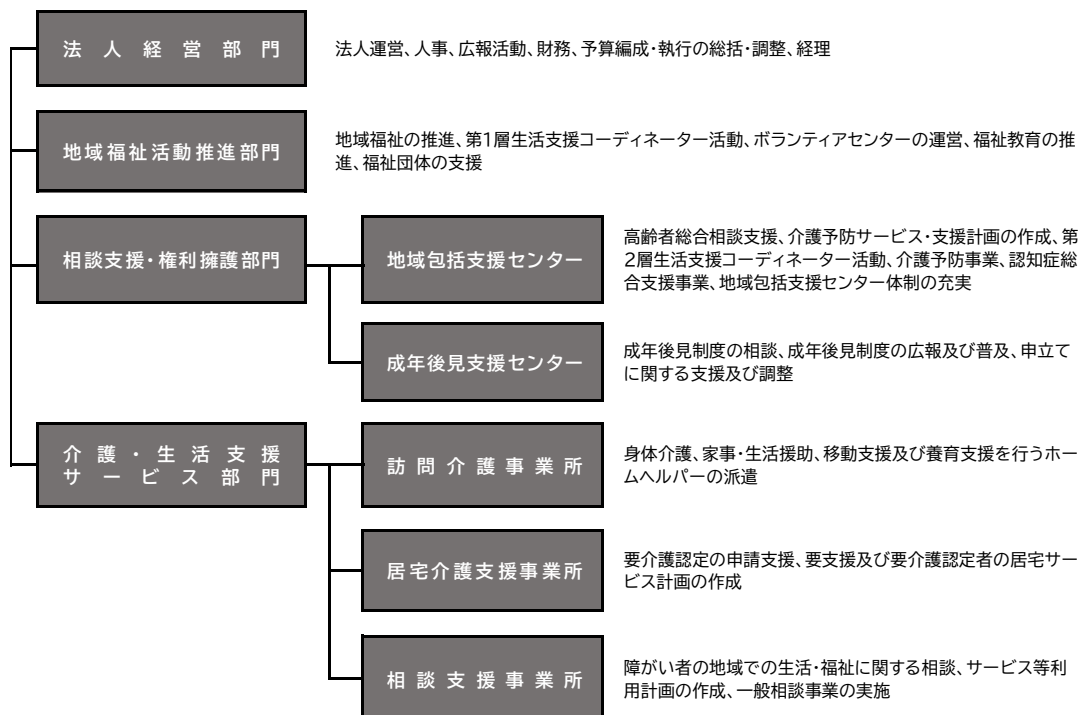 法人経営部門
法人運営、人事、広報活動、財務、予算編成・執行の総括・調整、経理
地域福祉活動推進部門
地域福祉の推進、第1層生活支援コーディネーター活動、ボランティアセンターの運営、福祉教育の推
進、福祉団体の支援
相談支援・権利擁護部門
地域包括支援センター
高齢者総合相談支援、介護予防サービス・支援計画の作成、第
2層生活支援コーディネーター活動、介護予防事業、認知症総
合支援事業、地域包括支援センター体制の充実
成年後見支援センター
成年後見制度の相談、成年後見制度の広報及び普及、申立て
に関する支援及び調整
介護・生活支援
サービス部門
訪問介護事業所
身体介護、家事・生活援助、移動支援及び養育支援を行うホー
ムヘルパーの派遣
居宅介護支援事業所
要介護認定の申請支援、要支援及び要介護認定者の居宅サー
ビス計画の作成
相談支援事業所
障がい者の地域での生活・福祉に関する相談、サービス等利
用計画の作成、一般相談事業の実施